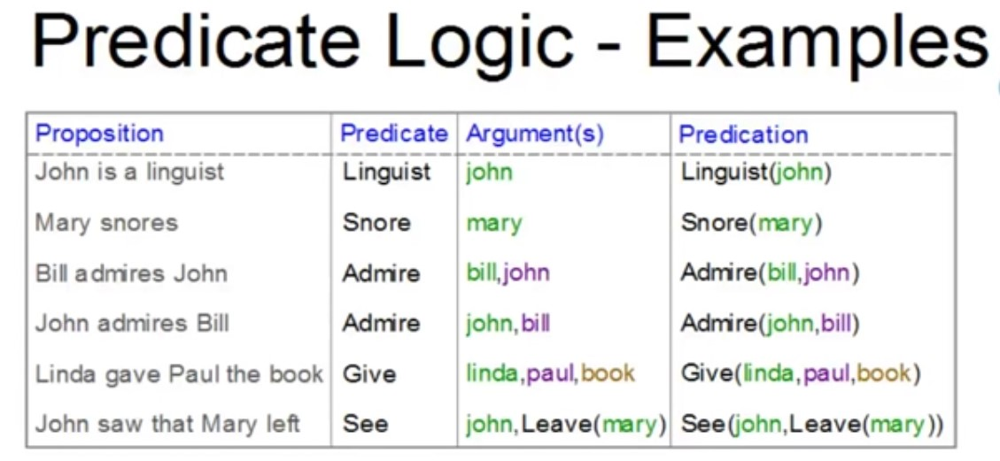 Predicate Logic - Examples
Proposition Predicate Argument(s) Predication
John is a linguist Linguist john Linguist(john)
Mary snores Snore mary Snore(mary)
Bill admires John Admire bill,john Admire(bill,john)
John admires Bill Admire john,bill Admire(john,bill)
Linda gave Paul the book Give linda,paul,book Give(linda,paul,book)
John saw that Mary left See john,Leave(mary) See(john,Leave(mary))